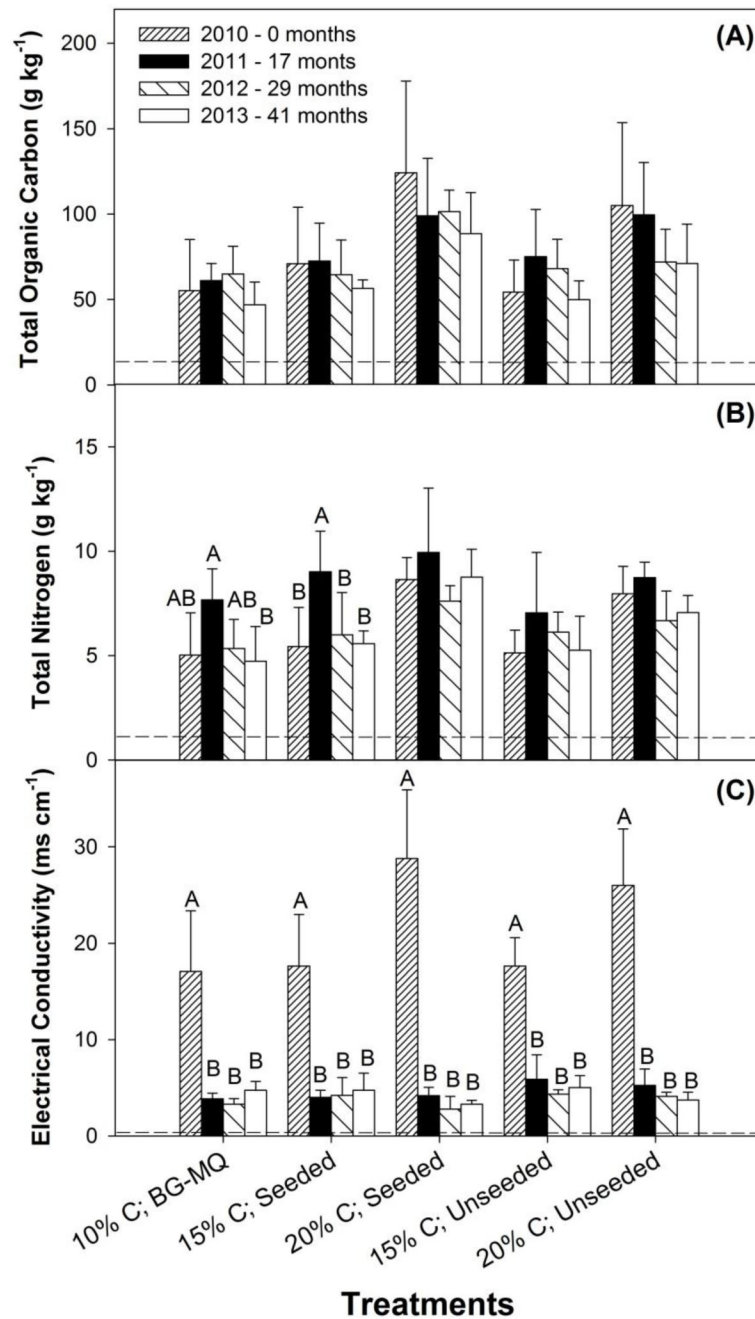 (A)
2010 - 0 months
2011 - 17 monts
2012 - 29 months
2013 - 41 months
Total Organic Carbon (g kg⁻¹)
200
150
100
50
0
(B)
Total Nitrogen (g kg⁻¹)
15
10
5
0
AB A AB B
B A B B
(C)
Electrical Conductivity (ms cm⁻¹)
30
20
10
0
A B B B
A B B B
A B B B
A B B B
A B B B
10% C; BG-MQ
15% C; Seeded
20% C; Seeded
15% C; Unseeded
20% C; Unseeded
Treatments